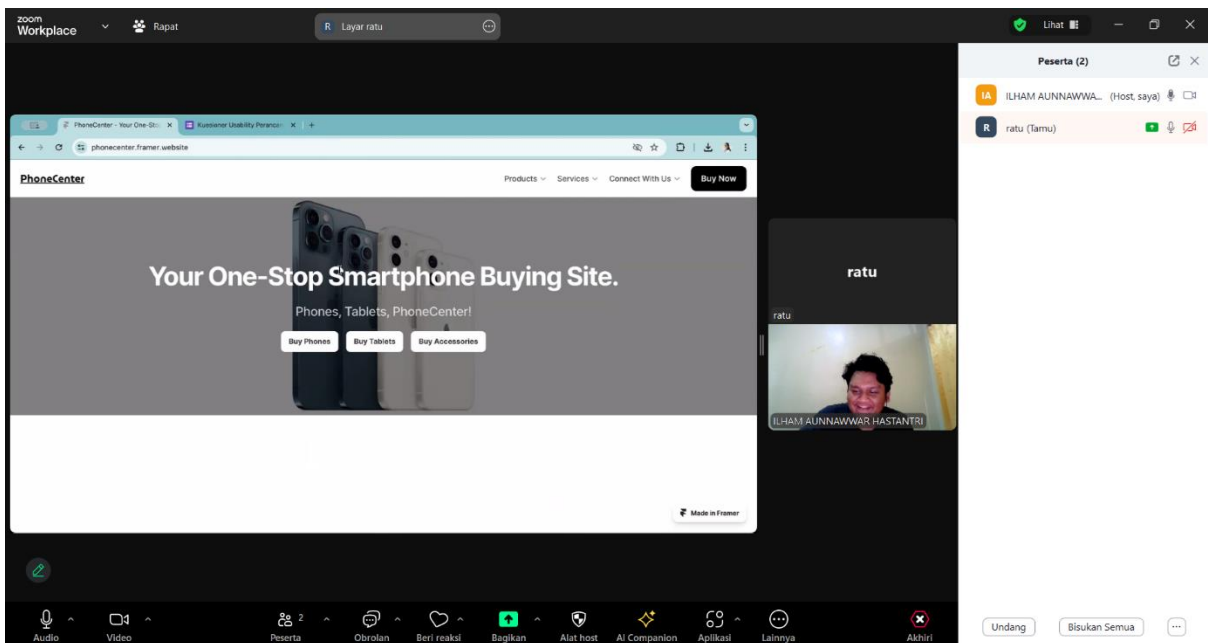 zoom
Workplace
Rapat
R Layar ratu
Lihat
Peserta (2)
IA ILHAM AUNNAWWA... (Host, saya)
R ratu (Tamu)
PhoneCenter - Your One-Sto
Kuesioner Usability Perancan
phonecenter.framer.website
PhoneCenter
Products
Services
Connect With Us
Buy Now
Your One-Stop Smartphone Buying Site.
Phones, Tablets, PhoneCenter!
Buy Phones
Buy Tablets
Buy Accessories
Made in Framer
ratu
ratu
ILHAM AUNNAWWAR HASTANTRI
Audio
Video
2
Peserta
Obrolan
Beri reaksi
Bagikan
Alat host
AI Companion
Aplikasi
Lainnya
Akhiri
Undang
Bisukan Semua